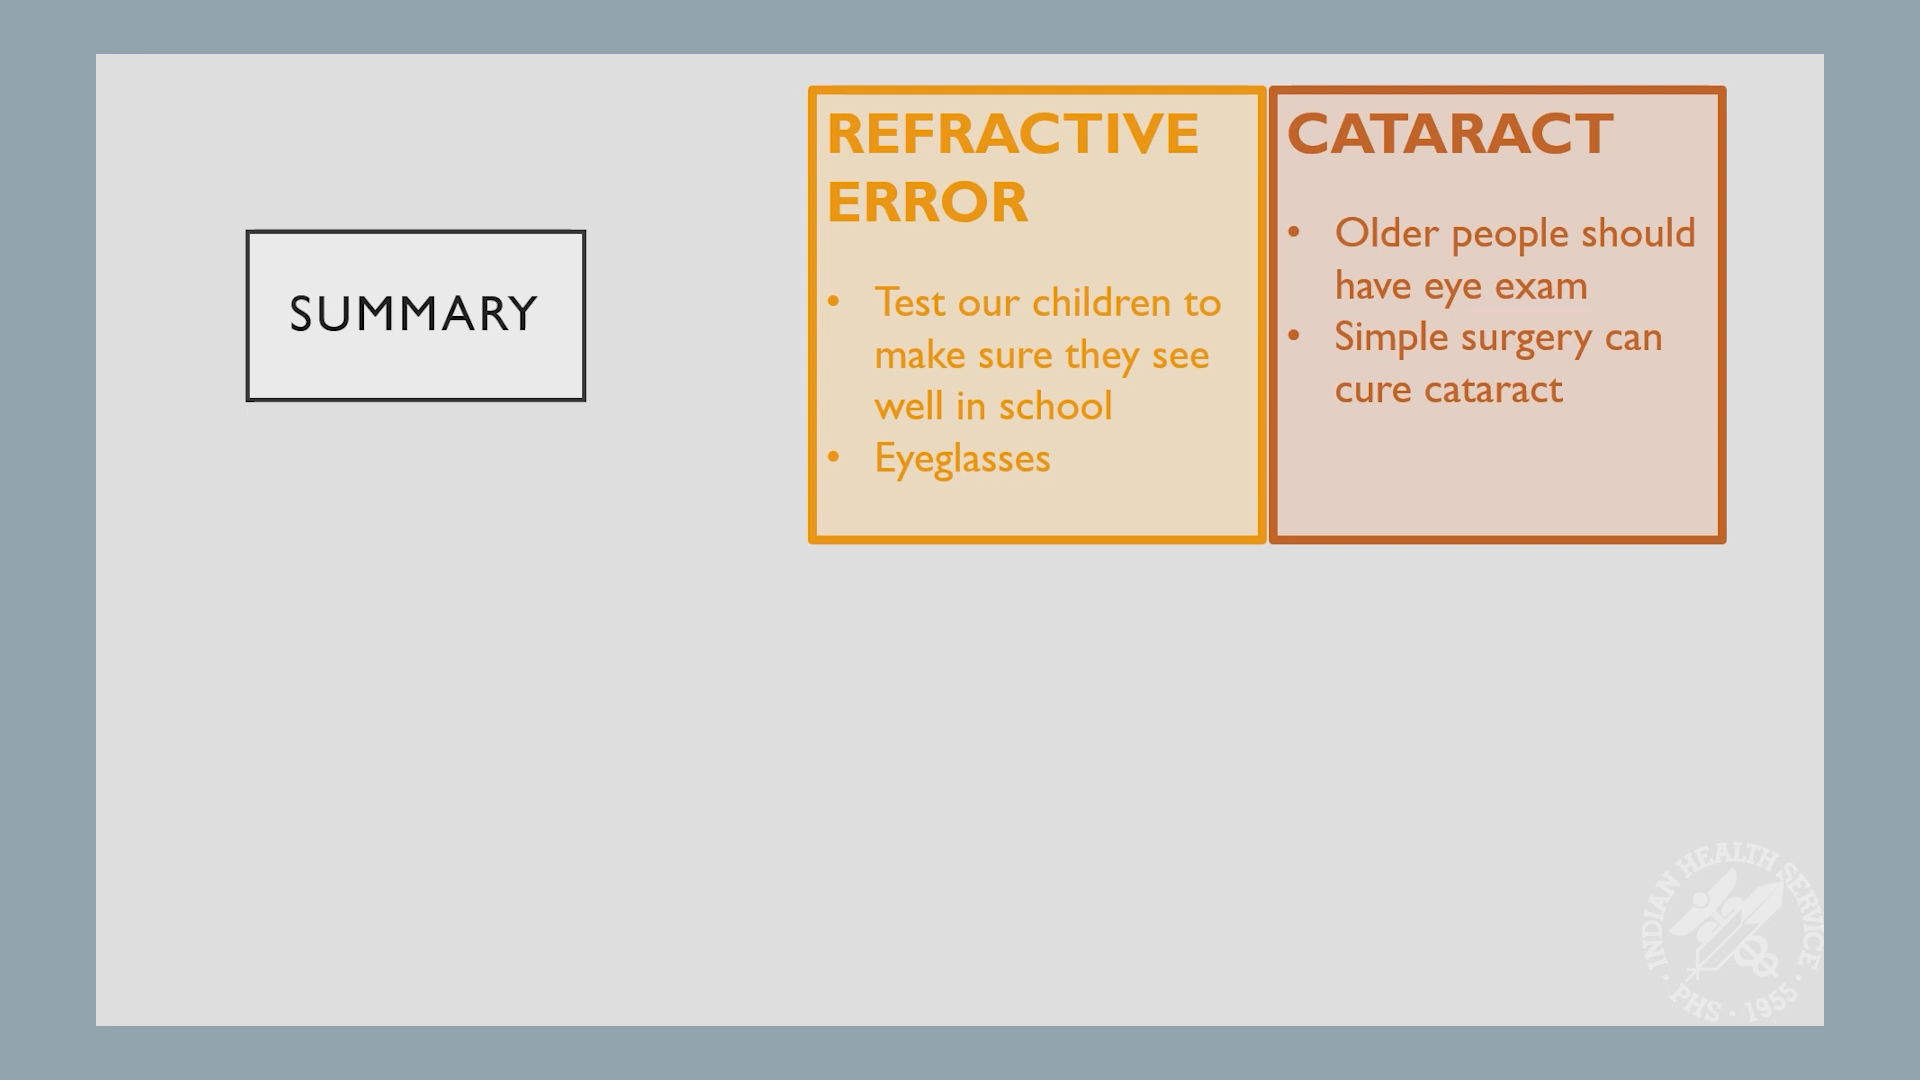 SUMMARY
REFRACTIVE
ERROR
• Test our children to
make sure they see
well in school
• Eyeglasses
CATARACT
• Older people should
have eye exam
• Simple surgery can
cure cataract
INDIAN HEALTH SERVICE
• PHS • 1955 •